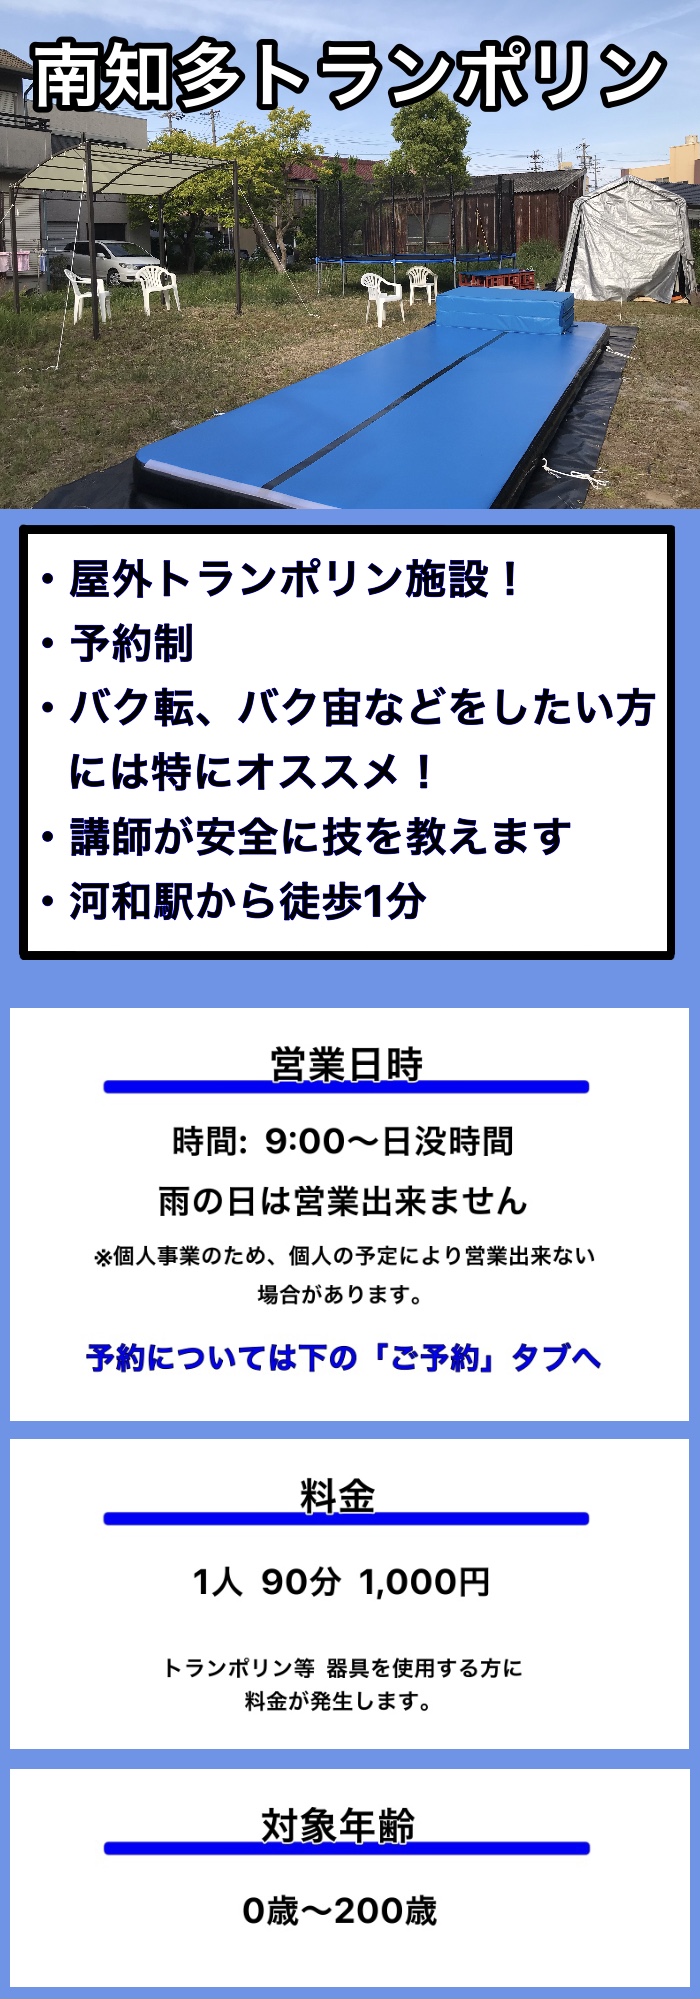 南知多トランポリン
・屋外トランポリン施設！
・予約制
・バク転、バク宙などをしたい方
には特にオススメ！
・講師が安全に技を教えます
・河和駅から徒歩1分
営業日時
時間: 9:00〜日没時間
雨の日は営業出来ません
※個人事業のため、個人の予定により営業出来ない
場合があります。
予約については下の「ご予約」タブへ
料金
1人 90分 1,000円
トランポリン等 器具を使用する方に
料金が発生します。
対象年齢
0歳〜200歳